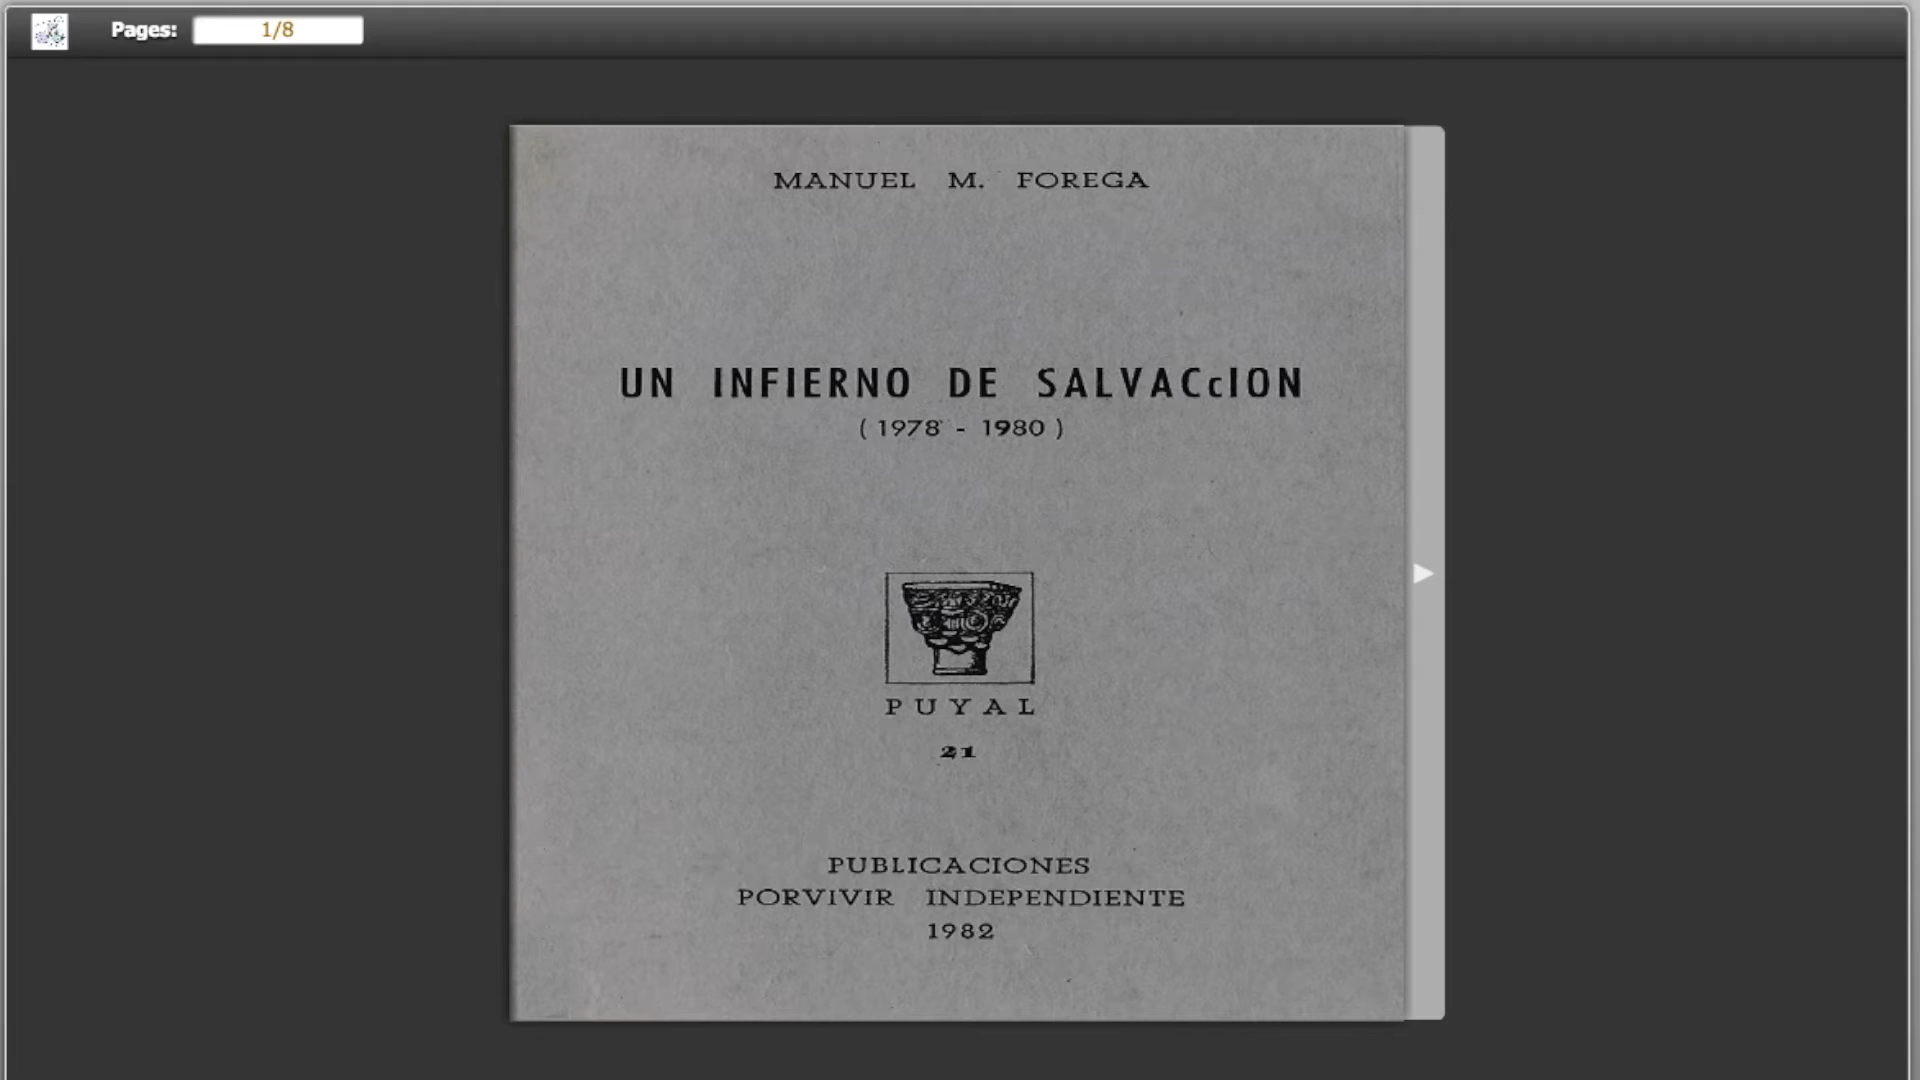 Pages: 1/8
MANUEL M. FOREGA
UN INFIERNO DE SALVACcION
( 1978 - 1980 )
PUYAL
21
PUBLICACIONES
PORVIVIR INDEPENDIENTE
1982